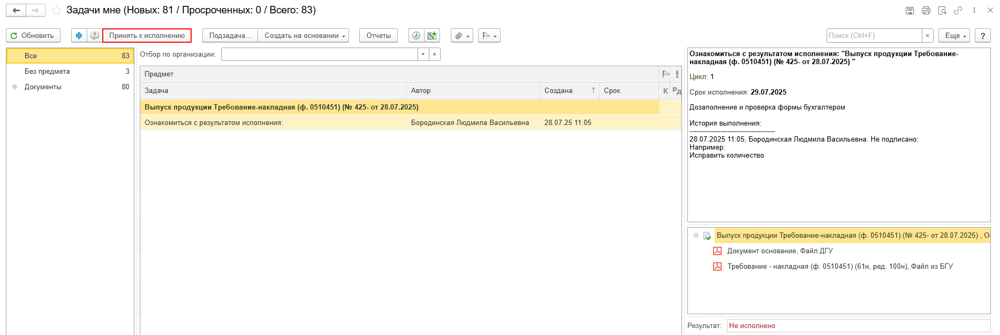 Задачи мне (Новых: 81 / Просроченных: 0 / Всего: 83)
Обновить
Принять к исполнению
Подзадача...
Создать на основании
Отчеты
Поиск (Ctrl+F)
×
Еще
?
Все 83
Без предмета 3
Документы 80
Отбор по организации:
×
Предмет
Задача Автор Создана ↑ Срок К Рд
Выпуск продукции Требование-накладная (ф. 0510451) (№ 425- от 28.07.2025)
Ознакомиться с результатом исполнения: Бородинская Людмила Васильевна 28.07.25 11:05
Ознакомиться с результатом исполнения: "Выпуск продукции Требование-
накладная (ф. 0510451) (№ 425- от 28.07.2025) "
Цикл: 1
Срок исполнения: 29.07.2025
Дозаполнение и проверка формы бухгалтером
История выполнения:
------------------------------------
28.07.2025 11:05, Бородинская Людмила Васильевна. Не подписано:
Например:
Исправить количество
Выпуск продукции Требование-накладная (ф. 0510451) (№ 425- от 28.07.2025) , О
Документ основание, Файл ДГУ
Требование - накладная (ф. 0510451) (61н, ред. 100н), Файл из БГУ
Результат: Не исполнено